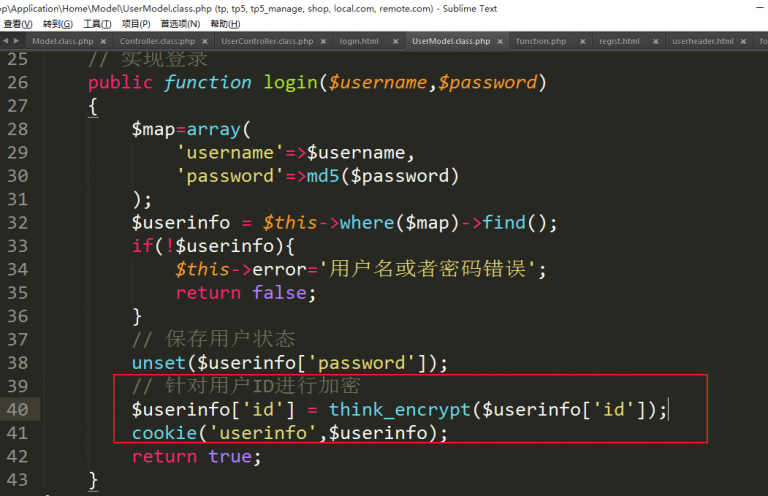 op\Application\Home\Model\UserModel.class.php (tp, tp5, tp5_manage, shop, local.com, remote.com) - Sublime Text
查看(V) 转到(G) 工具(T) 项目(P) 首选项(N) 帮助(H)
Model.class.php × Controller.class.php × UserController.class.php × login.html × UserModel.class.php × function.php × regist.html × userheader.html × fo
25 // 实现登录
26 public function login($username,$password)
27 {
28 $map=array(
29 'username'=>$username,
30 'password'=>md5($password)
31 );
32 $userinfo = $this->where($map)->find();
33 if(!$userinfo){
34 $this->error='用户名或者密码错误';
35 return false;
36 }
37 // 保存用户状态
38 unset($userinfo['password']);
39 // 针对用户ID进行加密
40 $userinfo['id'] = think_encrypt($userinfo['id']);
41 cookie('userinfo',$userinfo);
42 return true;
43 }